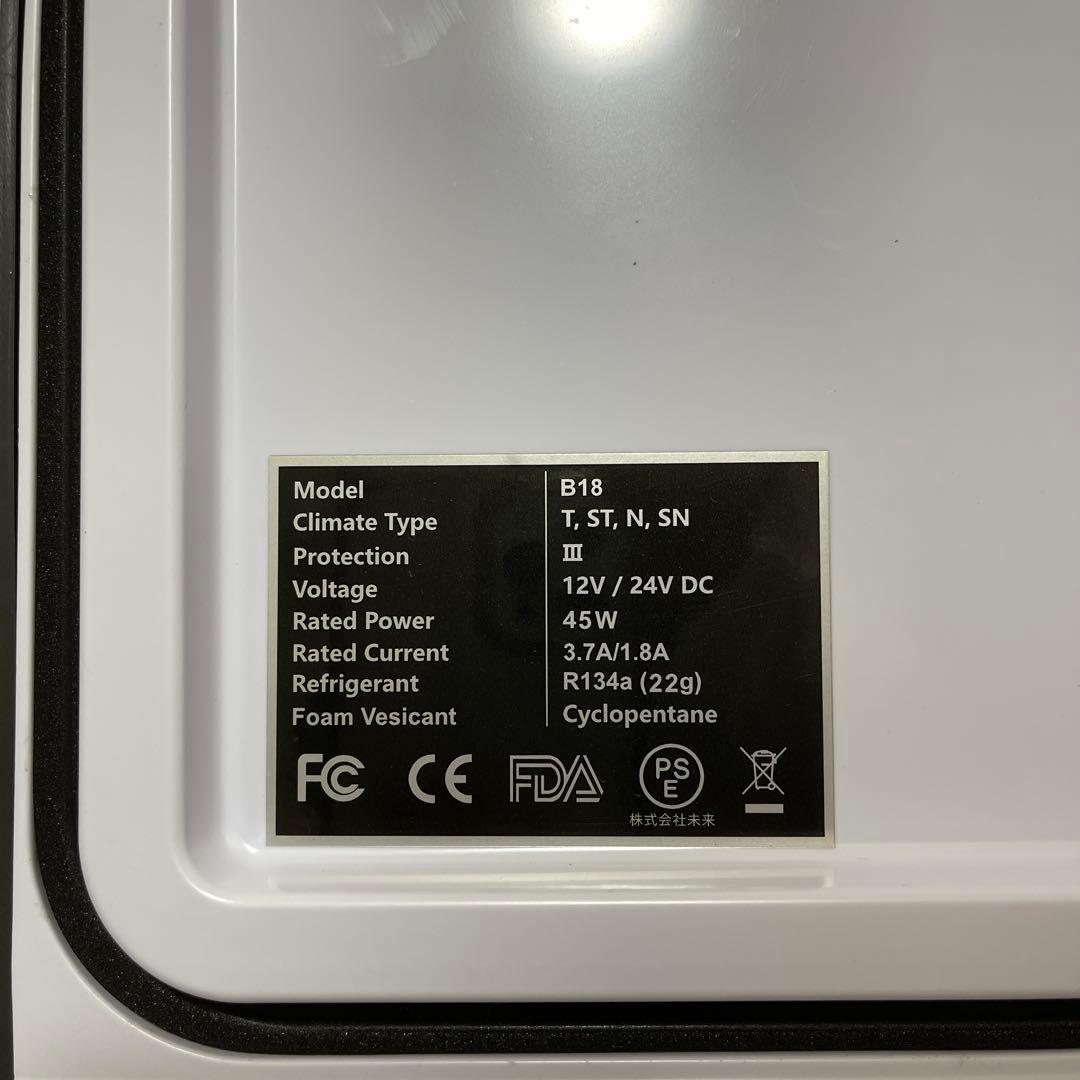 Model B18
Climate Type T, ST, N, SN
Protection III
Voltage 12V / 24V DC
Rated Power 45W
Rated Current 3.7A/1.8A
Refrigerant R134a (22g)
Foam Vesicant Cyclopentane
FC CE FDA PSE
株式会社未来